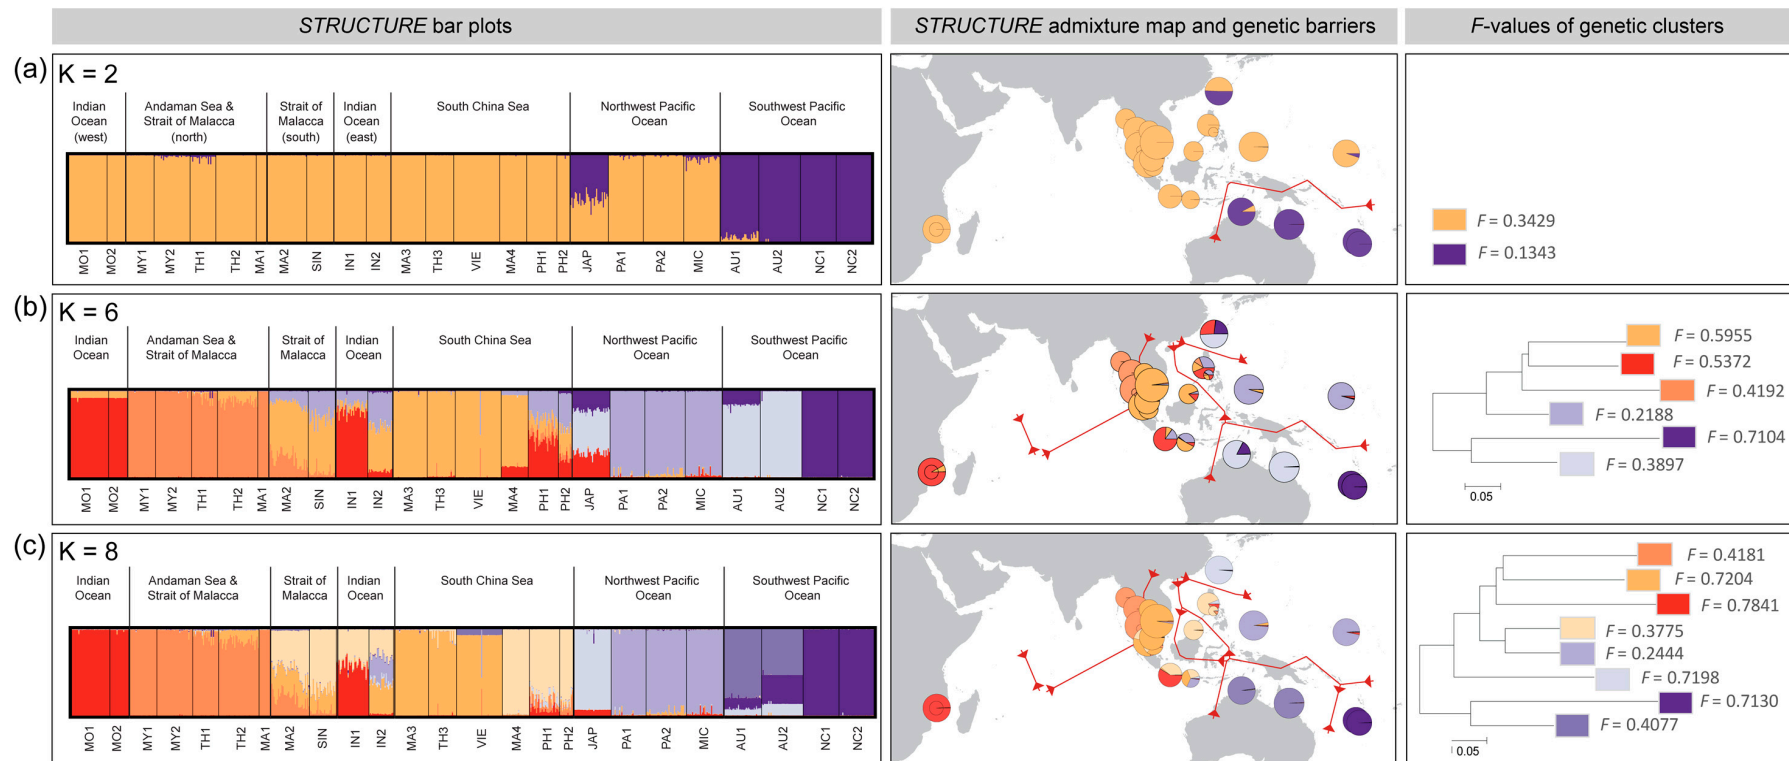 STRUCTURE bar plots
STRUCTURE admixture map and genetic barriers
F-values of genetic clusters
(a)
K = 2
Indian
Ocean
(west)
Andaman Sea &
Strait of Malacca
(north)
Strait of
Malacca
(south)
Indian
Ocean
(east)
South China Sea
Northwest Pacific
Ocean
Southwest Pacific
Ocean
MO1 MO2 MY1 MY2 TH1 TH2 MA1 MA2 SIN IN1 IN2 MA3 TH3 VIE MA4 PH1 PH2 JAP PA1 PA2 MIC AU1 AU2 NC1 NC2
F = 0.3429
F = 0.1343
(b)
K = 6
Indian
Ocean
Andaman Sea &
Strait of Malacca
Strait of
Malacca
Indian
Ocean
South China Sea
Northwest Pacific
Ocean
Southwest Pacific
Ocean
MO1 MO2 MY1 MY2 TH1 TH2 MA1 MA2 SIN IN1 IN2 MA3 TH3 VIE MA4 PH1 PH2 JAP PA1 PA2 MIC AU1 AU2 NC1 NC2
F = 0.5955
F = 0.5372
F = 0.4192
F = 0.2188
F = 0.7104
F = 0.3897
0.05
(c)
K = 8
Indian
Ocean
Andaman Sea &
Strait of Malacca
Strait of
Malacca
Indian
Ocean
South China Sea
Northwest Pacific
Ocean
Southwest Pacific
Ocean
MO1 MO2 MY1 MY2 TH1 TH2 MA1 MA2 SIN IN1 IN2 MA3 TH3 VIE MA4 PH1 PH2 JAP PA1 PA2 MIC AU1 AU2 NC1 NC2
F = 0.4181
F = 0.7204
F = 0.7841
F = 0.3775
F = 0.2444
F = 0.7198
F = 0.7130
F = 0.4077
0.05